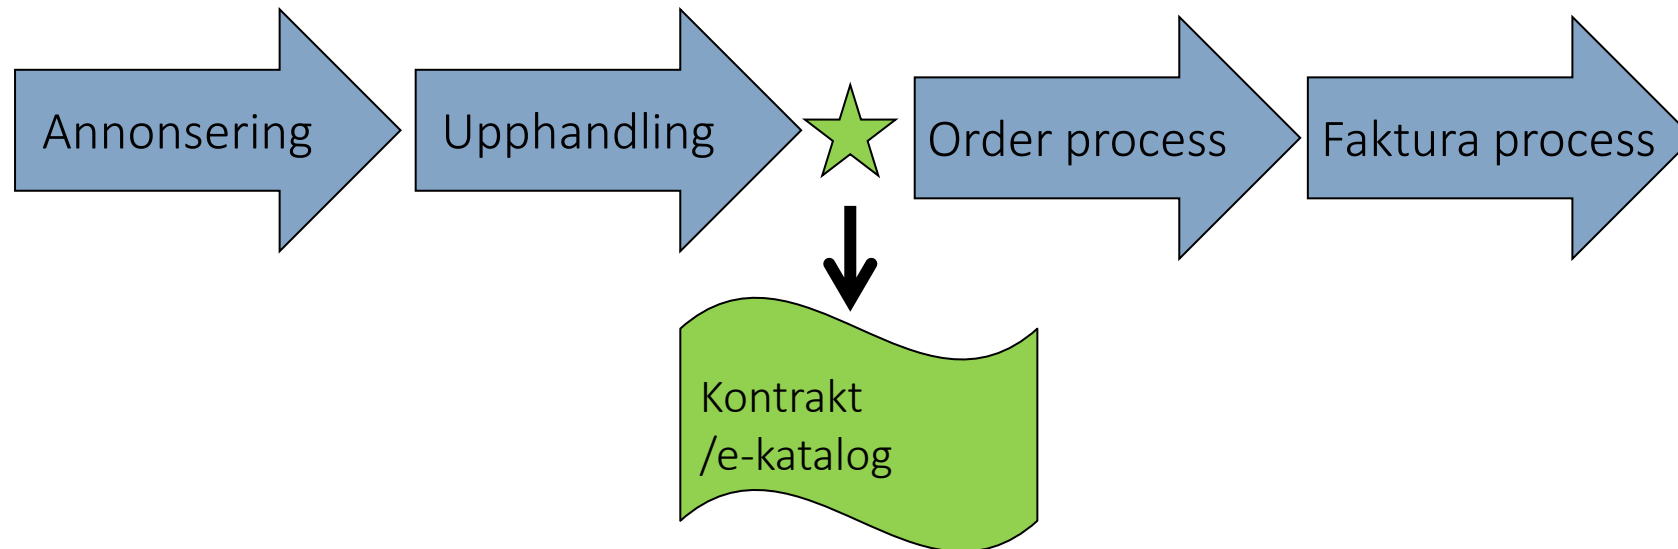 Annonsering
Upphandling
Order process
Faktura process
Kontrakt
/e-katalog